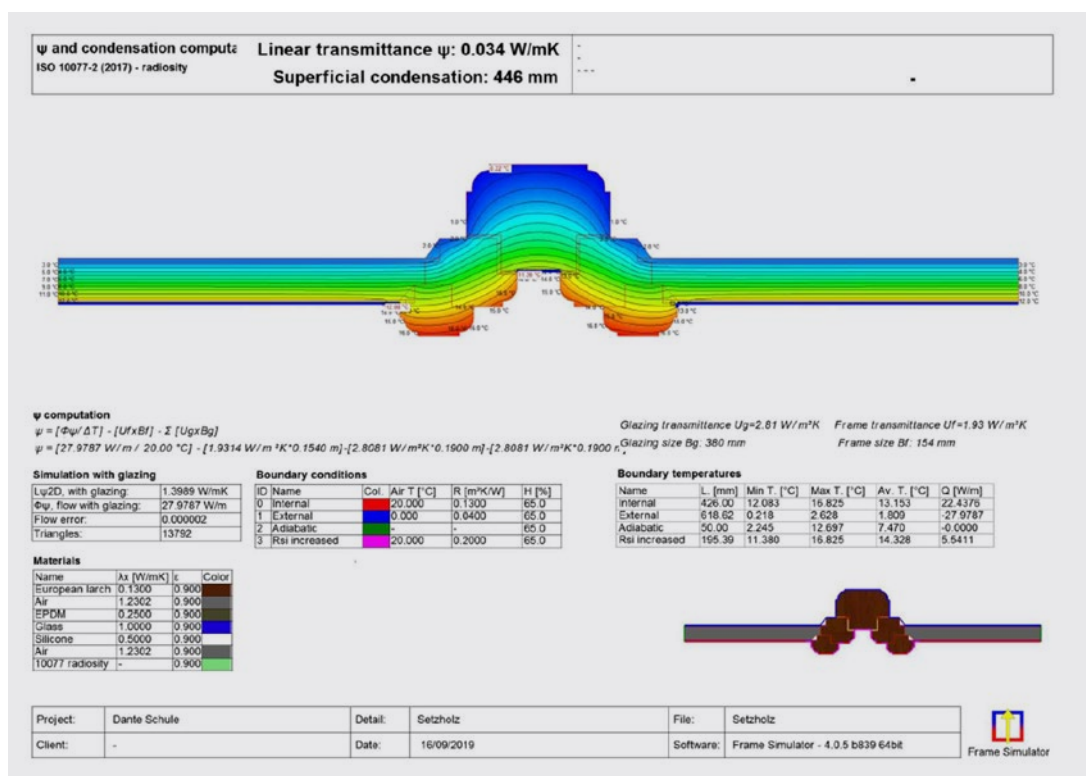 ψ and condensation computa
ISO 10077-2 (2017) - radiosity
Linear transmittance ψ: 0.034 W/mK
Superficial condensation: 446 mm
ψ computation
ψ = [Φψ/ΔT] - [UfxBf] - Σ [UgxBg]
ψ = [27.9787 W/m / 20.00 °C] - [1.9314 W/m²K*0.1540 m]-[2.8081 W/m²K*0.1900 m]-[2.8081 W/m²K*0.1900 m
Glazing transmittance Ug=2.81 W/m²K Frame transmittance Uf=1.93 W/m²K
Glazing size Bg: 380 mm Frame size Bf: 154 mm
Simulation with glazing
Lψ2D, with glazing: 1.3989 W/mK
Φψ, flow with glazing: 27.9787 W/m
Flow error: 0.000002
Triangles: 13792
Boundary conditions
ID Name Col. Air T [°C] R [m²K/W] H [%]
0 Internal 20.000 0.1300 65.0
1 External 0.000 0.0400 65.0
2 Adiabatic - - 65.0
3 Rsi increased 20.000 0.2000 65.0
Boundary temperatures
Name L. [mm] Min T. [°C] Max T. [°C] Av. T. [°C] Q [W/m]
Internal 426.00 12.083 16.825 13.153 22.4376
External 618.62 0.218 2.628 1.809 -27.9787
Adiabatic 50.00 2.245 12.697 7.470 -0.0000
Rsi increased 195.39 11.380 16.825 14.328 5.5411
Materials
Name λx [W/mK] ε Color
European larch 0.1300 0.900
Air 1.2302 0.900
EPDM 0.2500 0.900
Glass 1.0000 0.900
Silicone 0.5000 0.900
Air 1.2302 0.900
10077 radiosity - 0.900
Project: Dante Schule Detail: Setzholz File: Setzholz
Client: - Date: 16/09/2019 Software: Frame Simulator - 4.0.5 b839 64bit
Frame Simulator